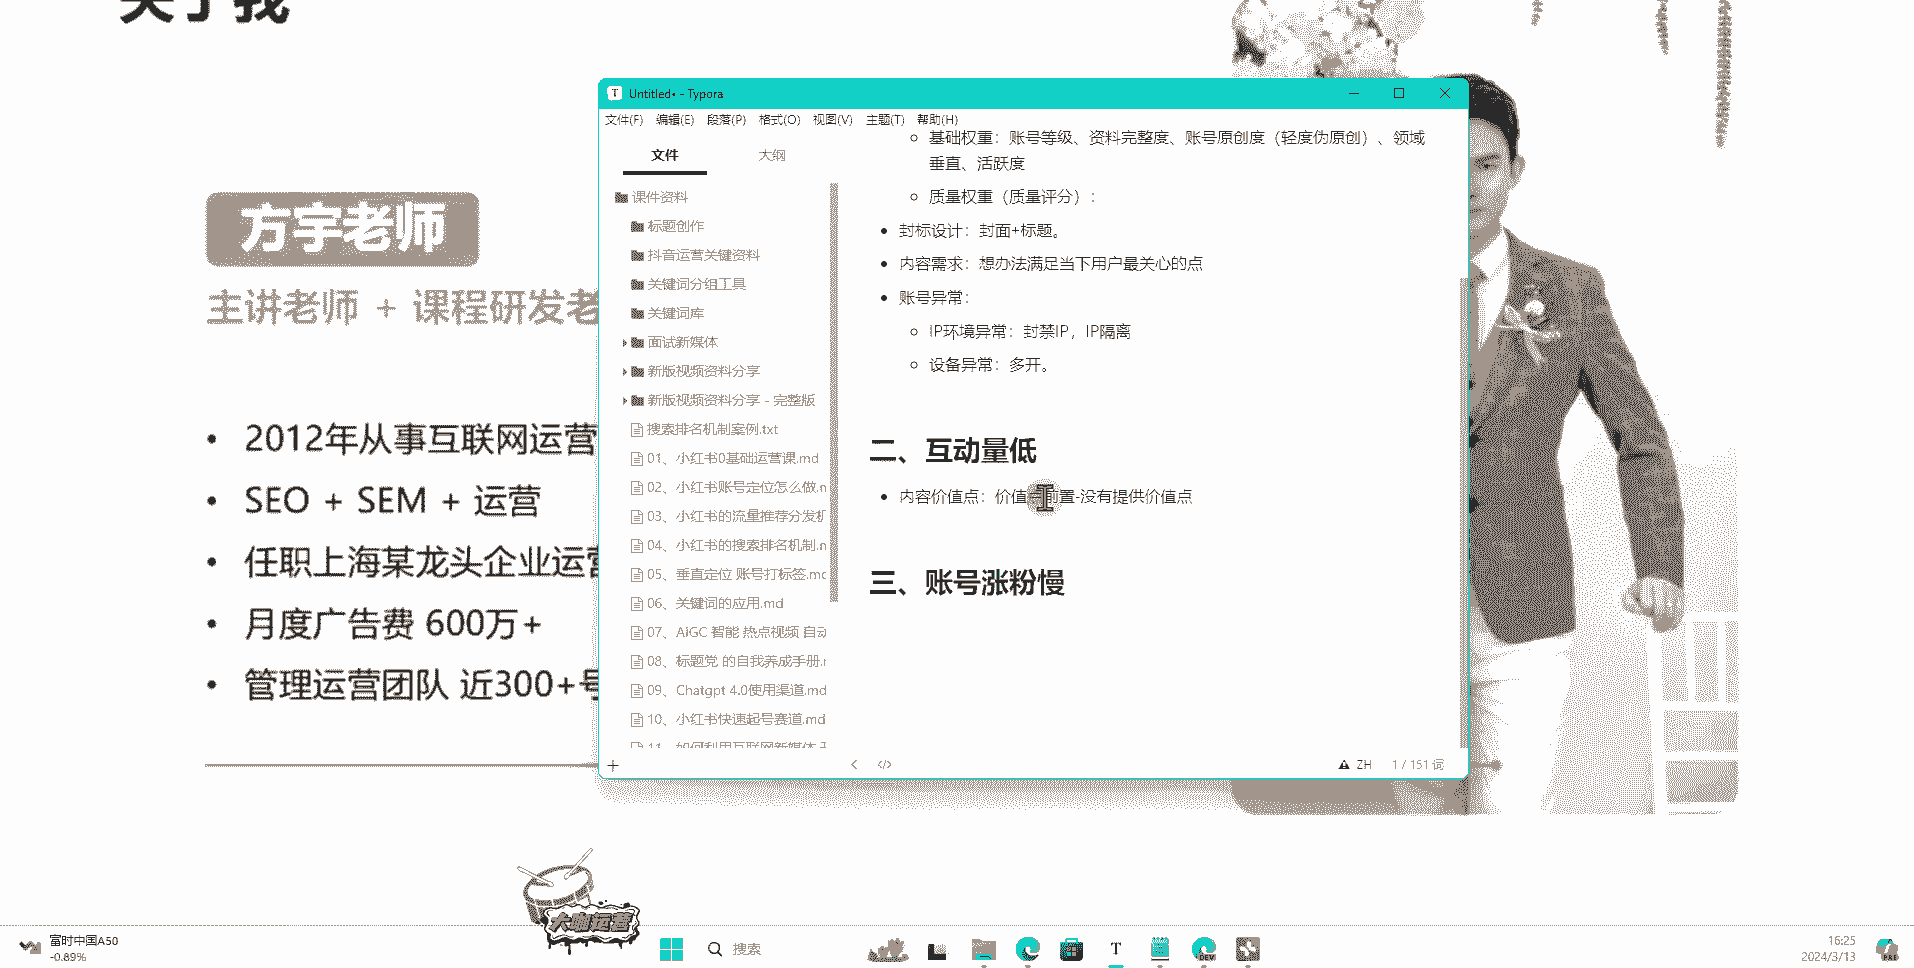 关于我
方宇老师
主讲老师 + 课程研发老
2012年从事互联网运营
SEO + SEM + 运营
任职上海某龙头企业运营
月度广告费 600万+
管理运营团队 近300+号
Untitled• - Typora
文件(F) 编辑(E) 段落(P) 格式(O) 视图(V) 主题(T) 帮助(H)
文件 大纲
课件资料
标题创作
抖音运营关键资料
关键词分组工具
关键词库
面试新媒体
新版视频资料分享
新版视频资料分享 - 完整版
搜索排名机制案例.txt
01、小红书0基础运营课.md
02、小红书账号定位怎么做.n
03、小红书的流量推荐分发机
04、小红书的搜索排名机制.n
05、垂直定位 账号打标签.mc
06、关键词的应用.md
07、AIGC 智能 热点视频 自动
08、标题党 的自我养成手册.r
09、Chatgpt 4.0使用渠道.md
10、小红书快速起号赛道.md
11、如何利用互联网新媒体
基础权重：账号等级、资料完整度、账号原创度（轻度伪原创）、领域
垂直、活跃度
质量权重（质量评分）：
封标设计：封面+标题。
内容需求：想办法满足当下用户最关心的点
账号异常：
IP环境异常：封禁IP，IP隔离
设备异常：多开。
二、互动量低
内容价值点：价值点前置-没有提供价值点
三、账号涨粉慢
ZH 1 / 151 词
大咖运营
富时中国A50
-0.89%
搜索
T
DEV
16:25
2024/3/13
PRE